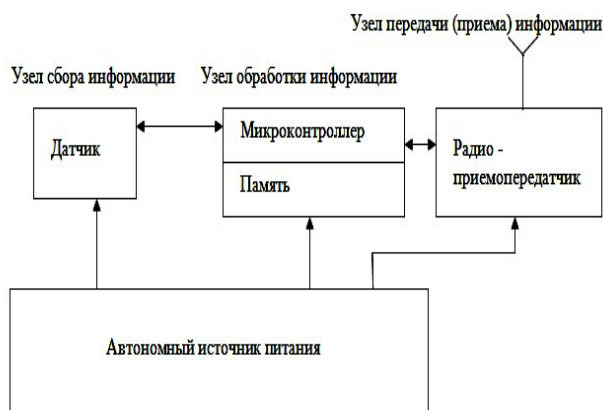 Узел передачи (приема) информации
Узел сбора информации
Узел обработки информации
Датчик
Микроконтроллер
Память
Радио -
приемопередатчик
Автономный источник питания